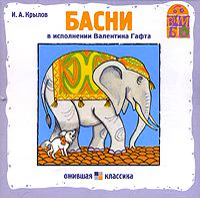 И. А. Крылов
БАСНИ
в исполнении Валентина Гафта
ожившая классика